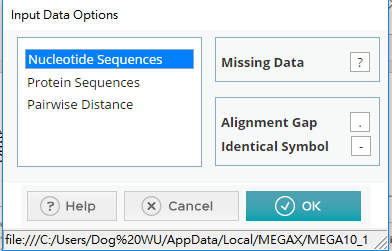 Input Data Options
Nucleotide Sequences
Protein Sequences
Pairwise Distance
Missing Data ?
Alignment Gap .
Identical Symbol -
? Help
× Cancel
OK
file:///C:/Users/Dog%20WU/AppData/Local/MEGAX/MEGA10_1